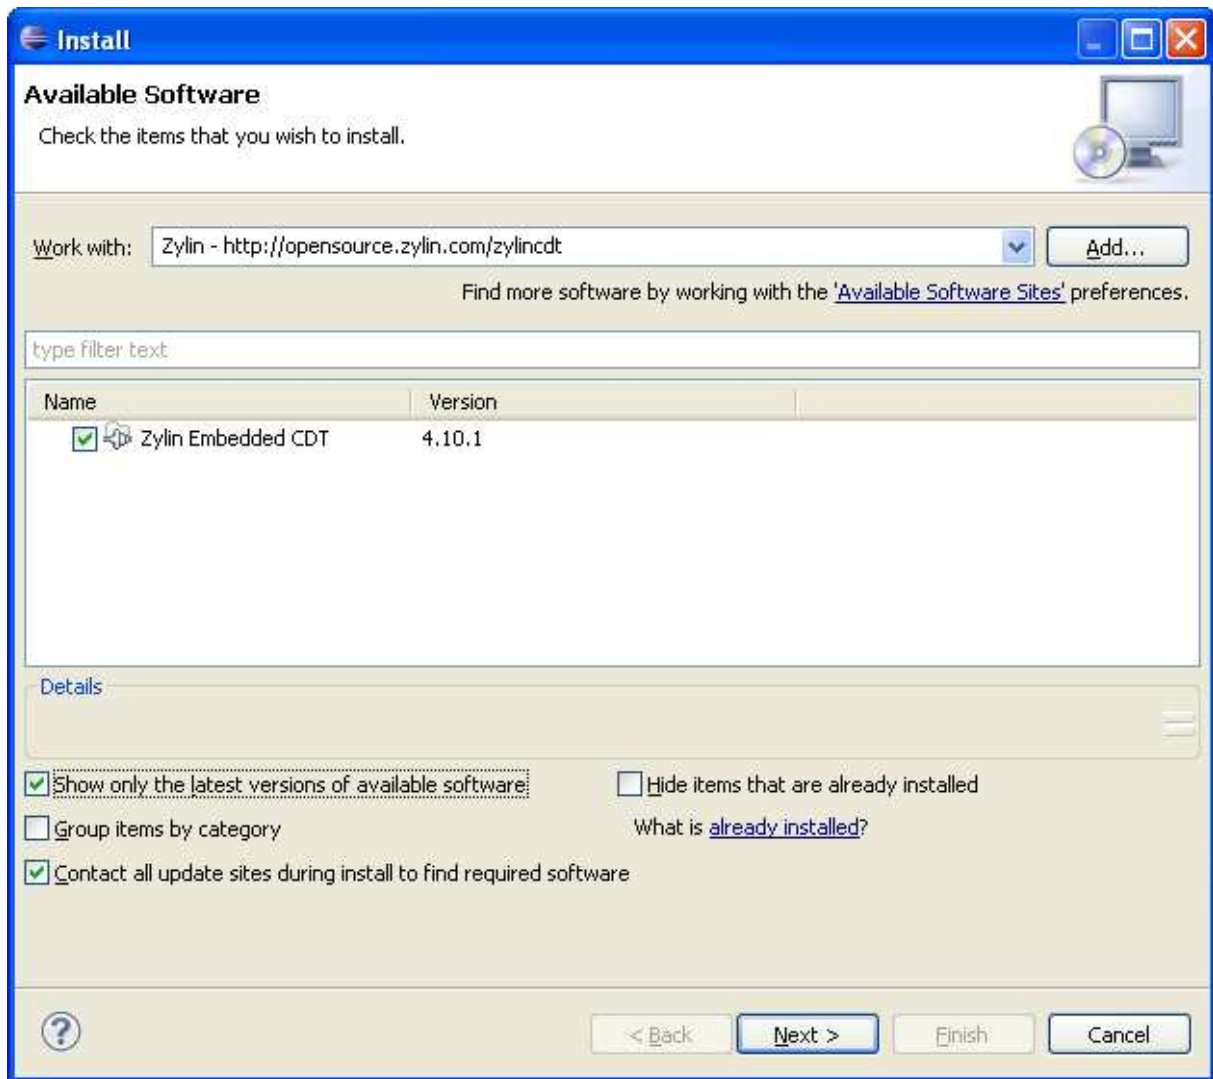 Install
Available Software
Check the items that you wish to install.
Work with: Zylin - http://opensource.zylin.com/zylincdt Add...
Find more software by working with the 'Available Software Sites' preferences.
type filter text
Name Version
Zylin Embedded CDT 4.10.1
Details
Show only the latest versions of available software Hide items that are already installed
Group items by category What is already installed?
Contact all update sites during install to find required software
? < Back Next > Finish Cancel